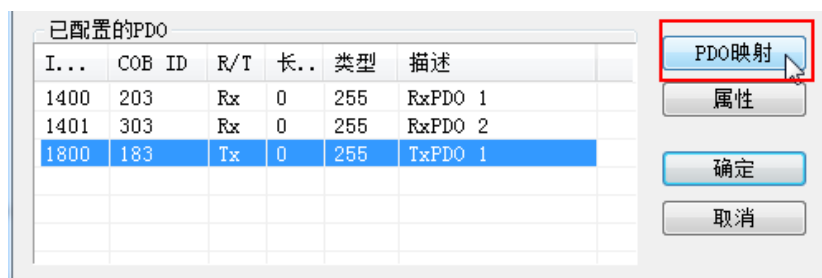 已配置的PDO
I... COB ID R/T 长.. 类型 描述
1400 203 Rx 0 255 RxPDO 1
1401 303 Rx 0 255 RxPDO 2
1800 183 Tx 0 255 TxPDO 1
PDO映射
属性
确定
取消